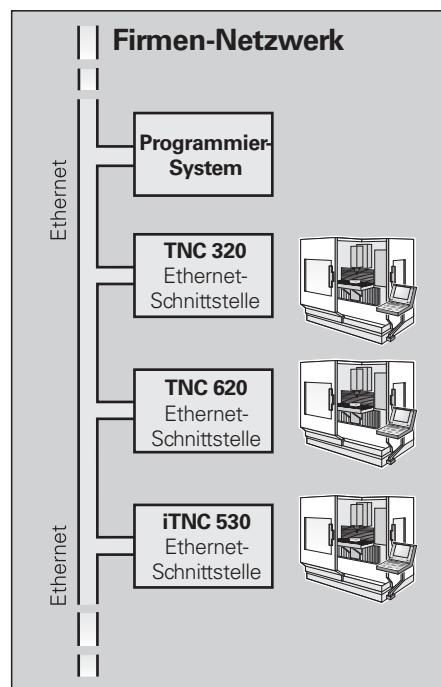 Firmen-Netzwerk
Ethernet
Programmier-
System
TNC 320
Ethernet-
Schnittstelle
TNC 620
Ethernet-
Schnittstelle
iTNC 530
Ethernet-
Schnittstelle
Ethernet